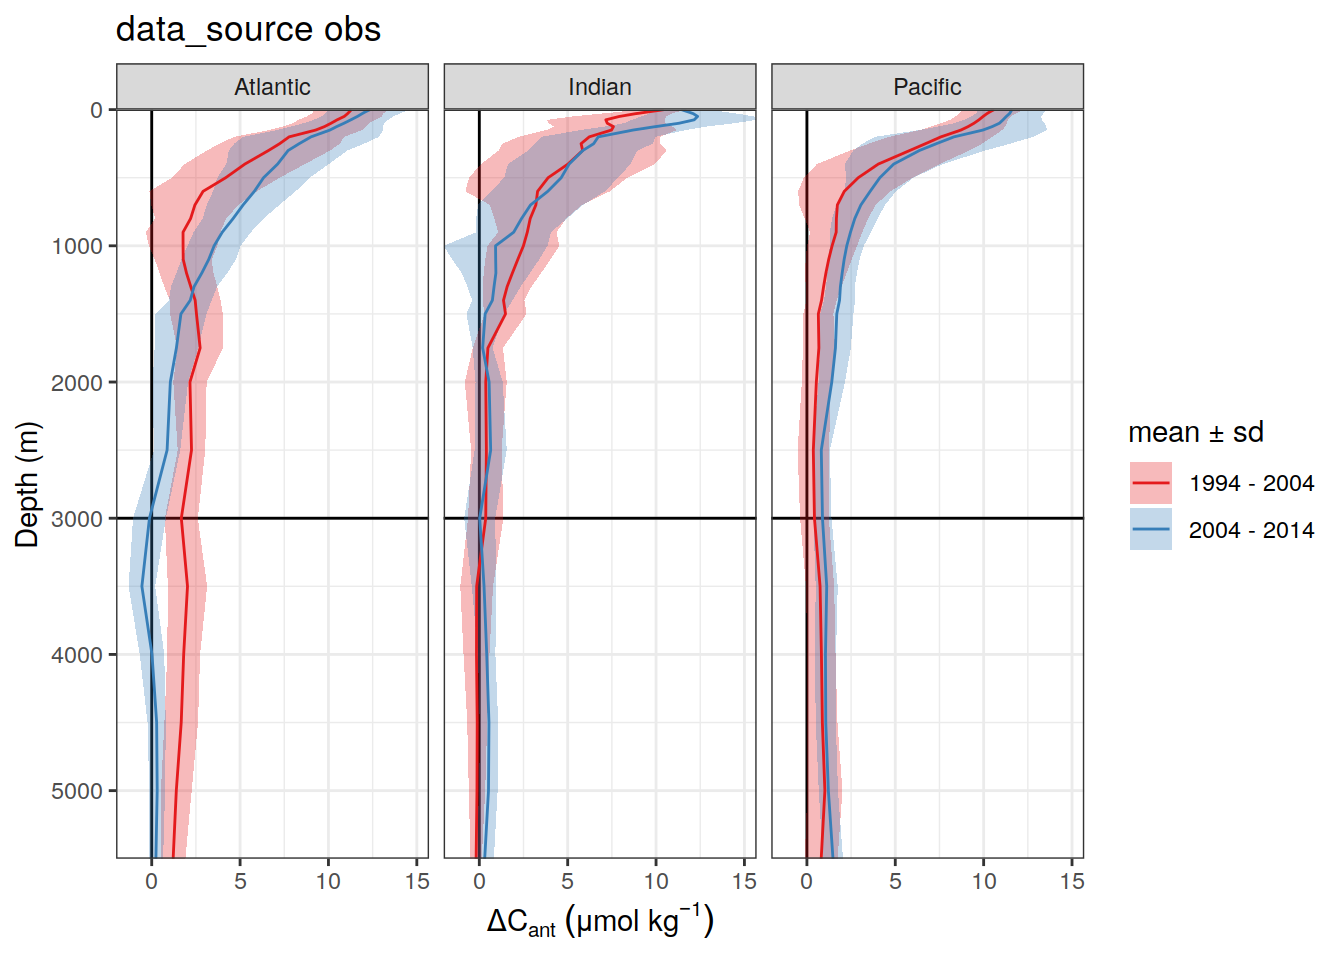 data_source obs
Atlantic
Indian
Pacific
0
1000
2000
3000
4000
5000
Depth (m)
0 5 10 15
0 5 10 15
0 5 10 15
ΔC_ant (μmol kg⁻¹)
mean ± sd
1994 - 2004
2004 - 2014